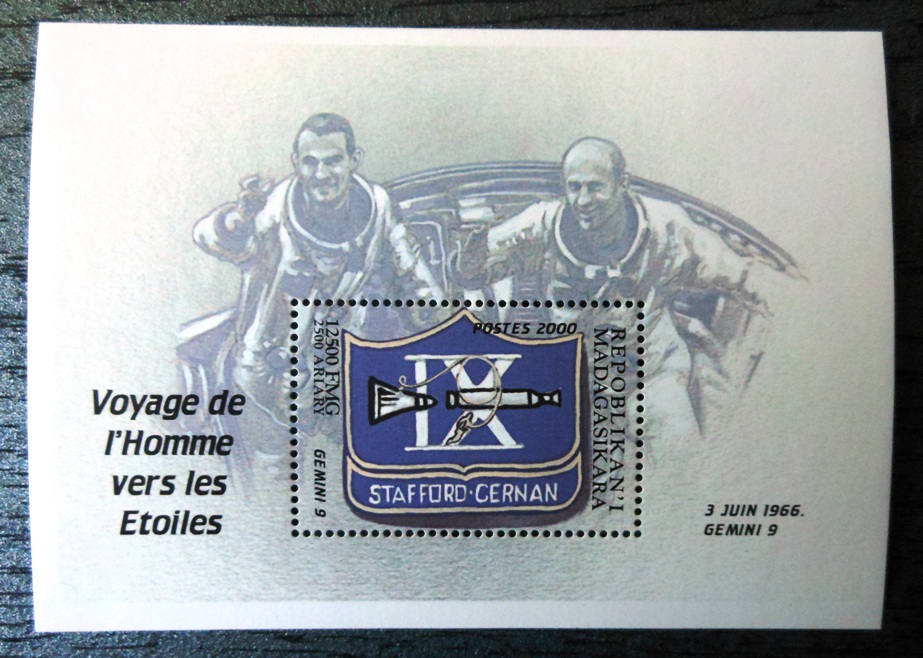 Voyage de
l'Homme
vers les
Etoiles
12500 FMG
2500 ARIARY
GEMINI 9
POSTES 2000
REPOBLIKAN'I
MADAGASIKARA
IX
STAFFORD·CERNAN
3 JUIN 1966.
GEMINI 9